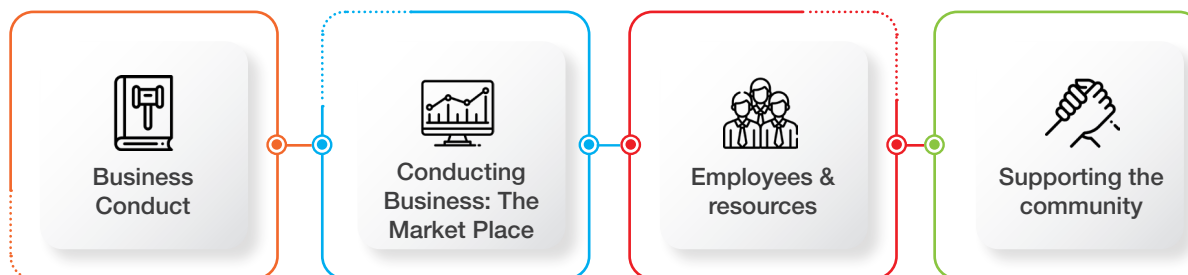 Business
Conduct
Conducting
Business: The
Market Place
Employees &
resources
Supporting the
community